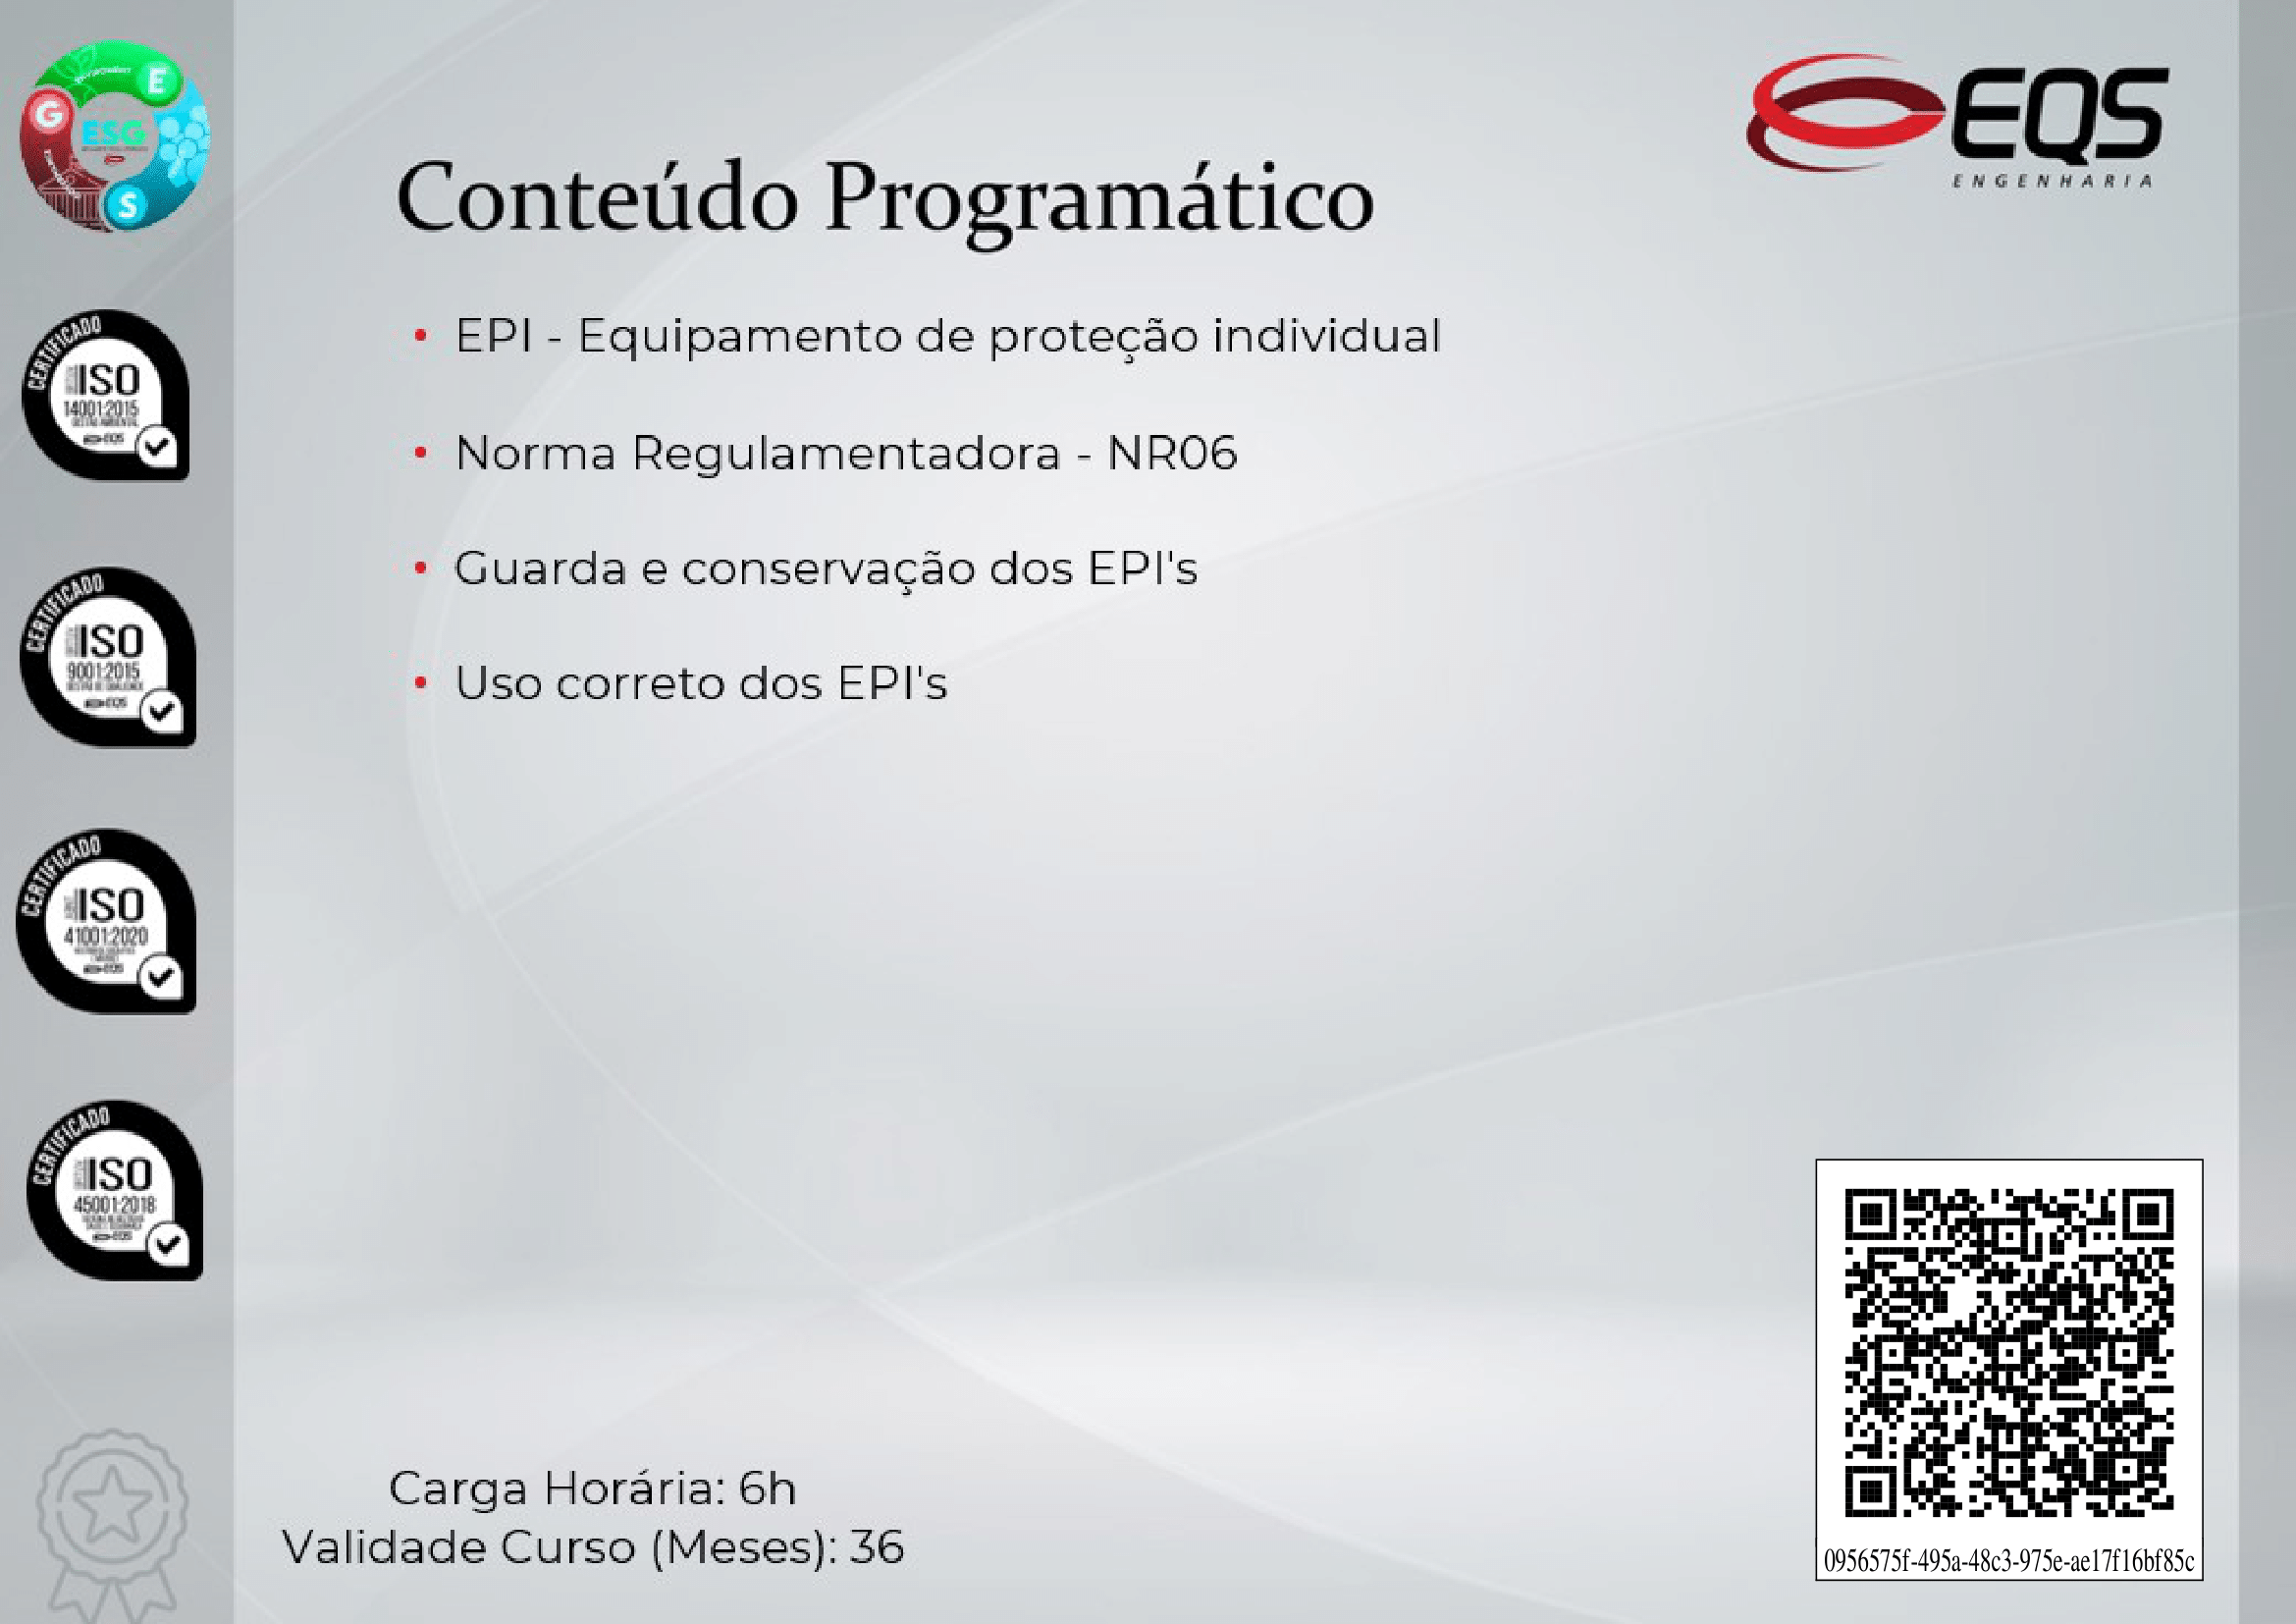 E
G
ESG
S
EQS
ENGENHARIA
Conteúdo Programático
• EPI - Equipamento de proteção individual
• Norma Regulamentadora - NR06
• Guarda e conservação dos EPI's
• Uso correto dos EPI's
CERTIFICADO
ISO
14001:2015
CERTIFICADO
ISO
9001:2015
CERTIFICADO
ISO
41001:2020
CERTIFICADO
ISO
45001:2018
Carga Horária: 6h
Validade Curso (Meses): 36
0956575f-495a-48c3-975e-ae17f16bf85c